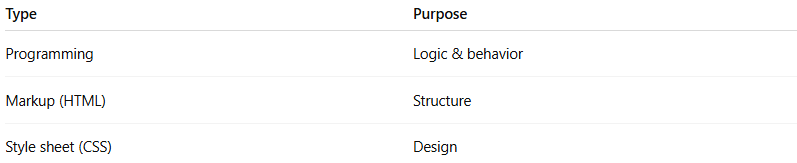 Type Purpose
Programming Logic & behavior
Markup (HTML) Structure
Style sheet (CSS) Design